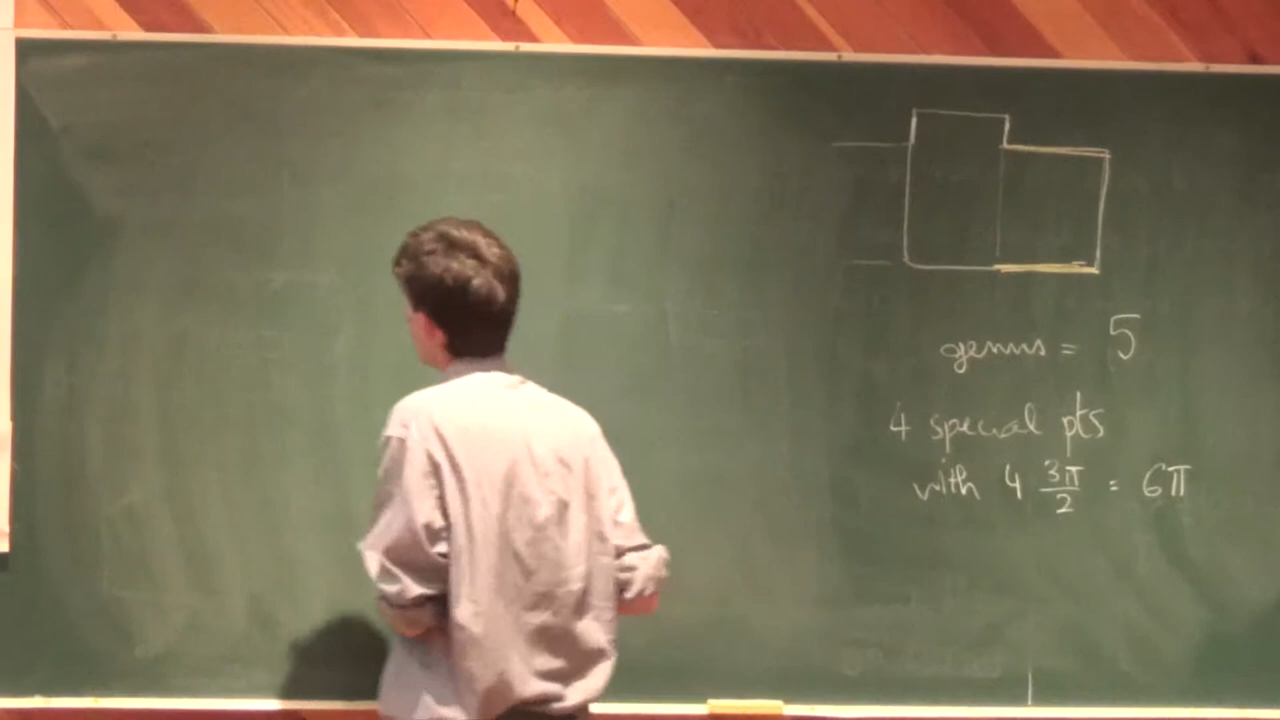 genus = 5
4 special pts
with 4 3π/2 = 6π